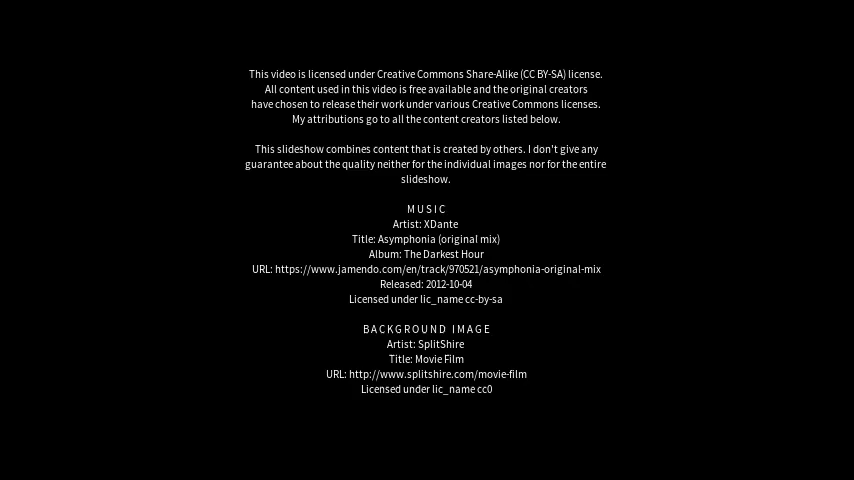 This video is licensed under Creative Commons Share-Alike (CC BY-SA) license.
All content used in this video is free available and the original creators
have chosen to release their work under various Creative Commons licenses.
My attributions go to all the content creators listed below.
This slideshow combines content that is created by others. I don't give any
guarantee about the quality neither for the individual images nor for the entire
slideshow.
MUSIC
Artist: XDante
Title: Asymphonia (original mix)
Album: The Darkest Hour
URL: https://www.jamendo.com/en/track/970521/asymphonia-original-mix
Released: 2012-10-04
Licensed under lic_name cc-by-sa
BACKGROUND IMAGE
Artist: SplitShire
Title: Movie Film
URL: http://www.splitshire.com/movie-film
Licensed under lic_name cc0